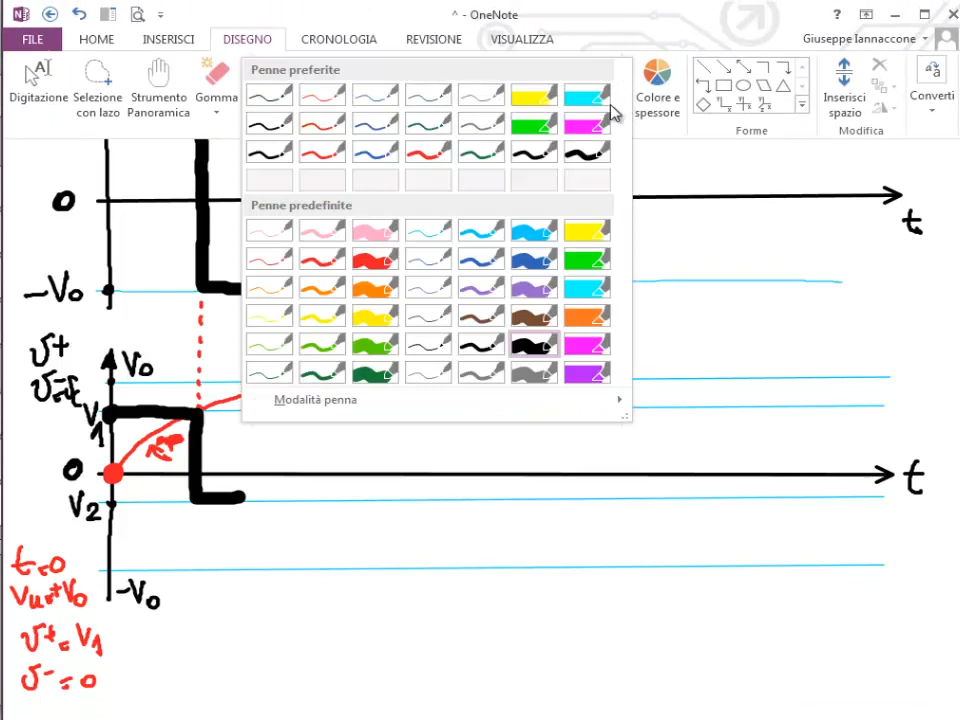 ^ - OneNote
?
FILE
HOME
INSERISCI
DISEGNO
CRONOLOGIA
REVISIONE
VISUALIZZA
Giuseppe Iannaccone
Digitazione
Selezione con lazo
Strumento Panoramica
Gomma
Penne preferite
Penne predefinite
Modalità penna
Colore e spessore
Forme
Inserisci spazio
Modifica
Converti
0
t
-V0
v+
v-
V0
V1
0
t
V2
-V0
t=0
Vu=+V0
v+=V1
v-=0